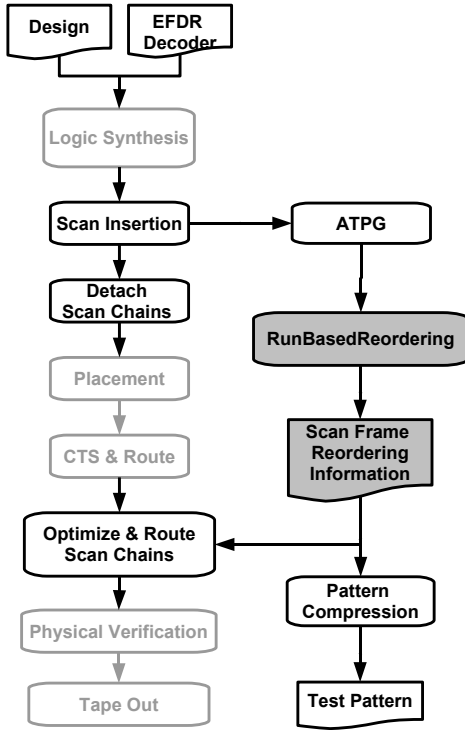 Design
EFDR
Decoder
Logic Synthesis
Scan Insertion
ATPG
Detach
Scan Chains
RunBasedReordering
Placement
Scan Frame
Reordering
Information
CTS & Route
Optimize & Route
Scan Chains
Pattern
Compression
Physical Verification
Tape Out
Test Pattern